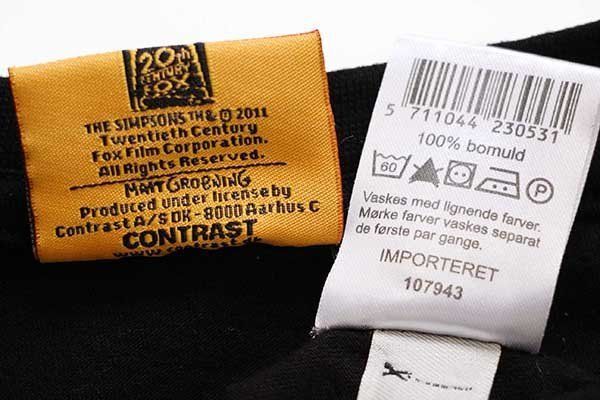 20th
CENTURY
FOX
THE SIMPSONS TM & © 2011
Twentieth Century
Fox Film Corporation.
All Rights Reserved.
MATT GROENING
Produced under license by
Contrast A/S DK - 8000 Aarhus C
CONTRAST
5 711044 230531
100% bomuld
60
P
Vaskes med lignende farver.
Mørke farver vaskes separat
de første par gange.
IMPORTERET
107943